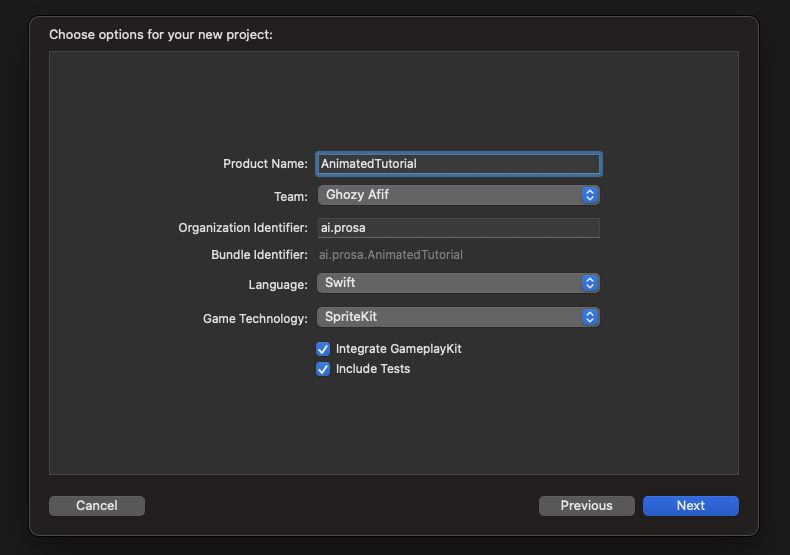 Choose options for your new project:
Product Name: AnimatedTutorial
Team: Ghozy Afif
Organization Identifier: ai.prosa
Bundle Identifier: ai.prosa.AnimatedTutorial
Language: Swift
Game Technology: SpriteKit
Integrate GameplayKit
Include Tests
Cancel Previous Next